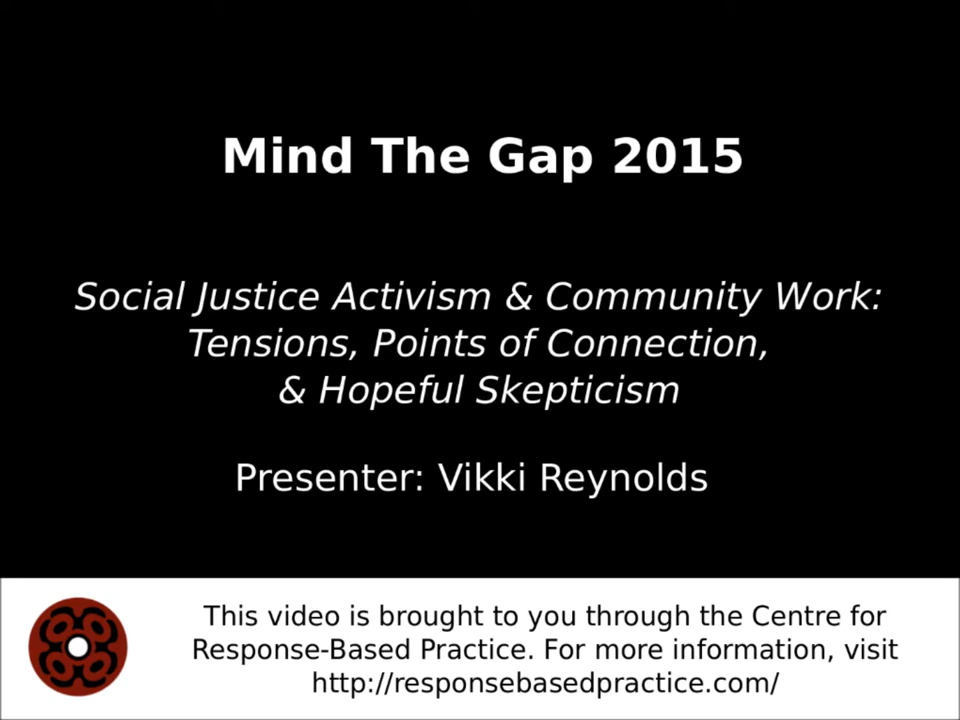 Mind The Gap 2015
Social Justice Activism & Community Work:
Tensions, Points of Connection,
& Hopeful Skepticism
Presenter: Vikki Reynolds
This video is brought to you through the Centre for
Response-Based Practice. For more information, visit
http://responsebasedpractice.com/